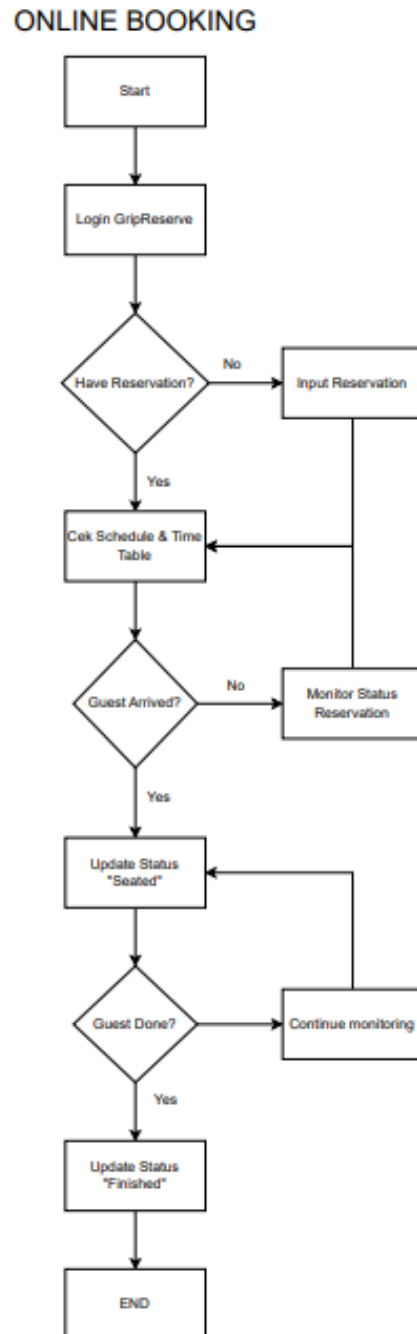 ONLINE BOOKING
Start
Login GripReserve
Have Reservation?
No
Input Reservation
Yes
Cek Schedule & Time
Table
Guest Arrived?
No
Monitor Status
Reservation
Yes
Update Status
"Seated"
Guest Done?
Continue monitoring
Yes
Update Status
"Finished"
END